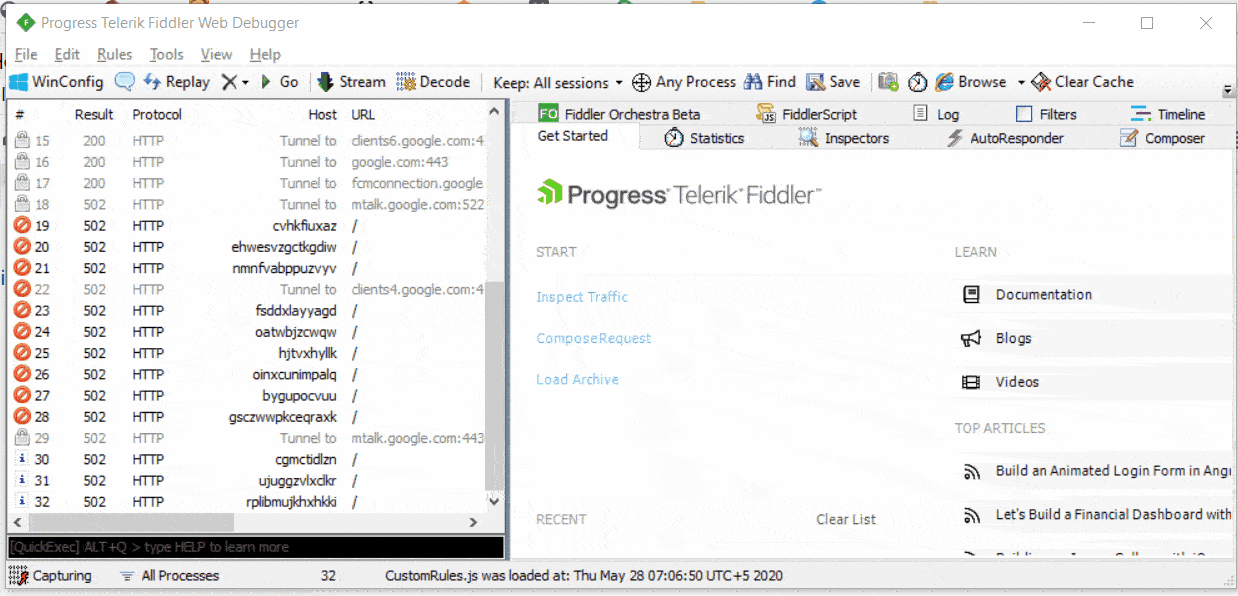 Progress Telerik Fiddler Web Debugger
File Edit Rules Tools View Help
WinConfig Replay Go Stream Decode Keep: All sessions Any Process Find Save Browse Clear Cache
# Result Protocol Host URL
15 200 HTTP Tunnel to clients6.google.com:4
16 200 HTTP Tunnel to google.com:443
17 200 HTTP Tunnel to fcmconnection.google
18 502 HTTP Tunnel to mtalk.google.com:522
19 502 HTTP cvhkfiuxaz /
20 502 HTTP ehwesvzgctkgdiw /
21 502 HTTP nmnfvabppuzvyv /
22 502 HTTP Tunnel to clients4.google.com:4
23 502 HTTP fsddxlayyagd /
24 502 HTTP oatwbjzcwqw /
25 502 HTTP hjtvxhyllk /
26 502 HTTP oinxcunimpalq /
27 502 HTTP bygupocvuu /
28 502 HTTP gsczwwpkceqraxk /
29 502 HTTP Tunnel to mtalk.google.com:443
30 502 HTTP cgmctidlzn /
31 502 HTTP ujuggzvlxclkr /
32 502 HTTP rplibmujkhxhkki /
[QuickExec] ALT+Q > type HELP to learn more
FO Fiddler Orchestra Beta JS FiddlerScript Log Filters Timeline
Get Started Statistics Inspectors AutoResponder Composer
Progress Telerik Fiddler
START
Inspect Traffic
Compose Request
Load Archive
RECENT Clear List
LEARN
Documentation
Blogs
Videos
TOP ARTICLES
Build an Animated Login Form in Angu
Let's Build a Financial Dashboard with
Capturing All Processes 32 CustomRules.js was loaded at: Thu May 28 07:06:50 UTC+5 2020